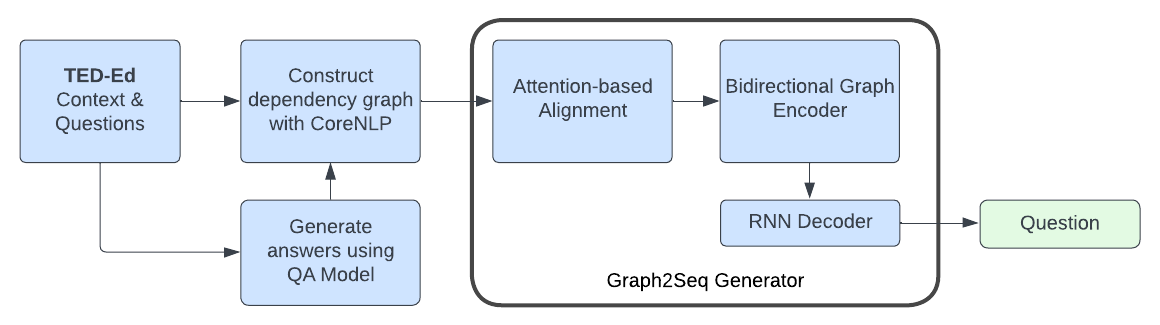 TED-Ed
Context &
Questions
Construct
dependency graph
with CoreNLP
Generate
answers using
QA Model
Attention-based
Alignment
Bidirectional Graph
Encoder
RNN Decoder
Graph2Seq Generator
Question